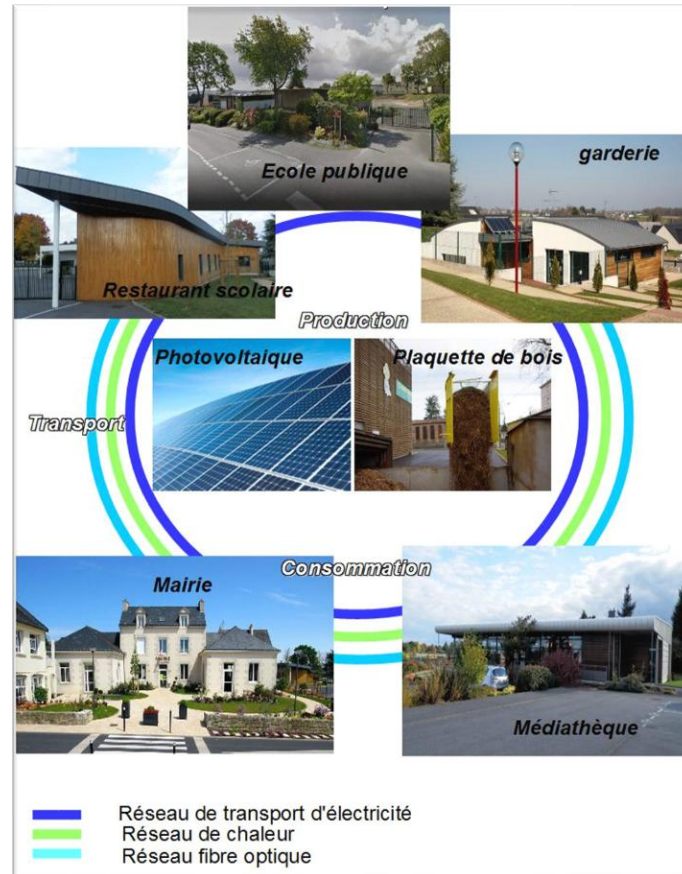 Ecole publique
garderie
Restaurant scolaire
Production
Photovoltaique
Plaquette de bois
Transport
Consommation
Mairie
Médiathèque
Réseau de transport d'électricité
Réseau de chaleur
Réseau fibre optique